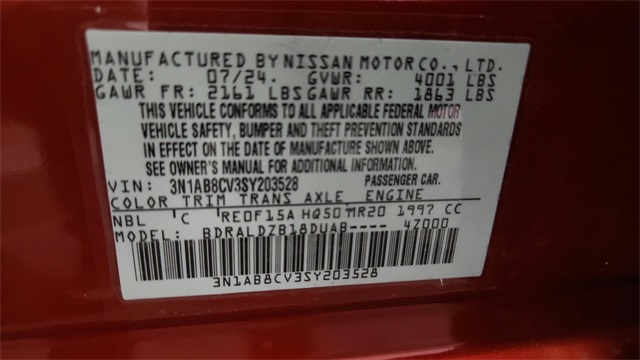 MANUFACTURED BY NISSAN MOTOR CO., LTD.
DATE: 07/24. GVWR: 4001 LBS
GAWR FR: 2161 LBS GAWR RR: 1863 LBS
THIS VEHICLE CONFORMS TO ALL APPLICABLE FEDERAL MOTOR
VEHICLE SAFETY, BUMPER AND THEFT PREVENTION STANDARDS
IN EFFECT ON THE DATE OF MANUFACTURE SHOWN ABOVE.
SEE OWNER'S MANUAL FOR ADDITIONAL INFORMATION.
VIN: 3N1AB8CV3SY203528 PASSENGER CAR.
COLOR TRIM TRANS AXLE ENGINE
NBL C RE0F15A HQ50 MR20 1997 CC
MODEL: BDRALDZB18DUAB---- 4Z000
3N1AB8CV3SY203528